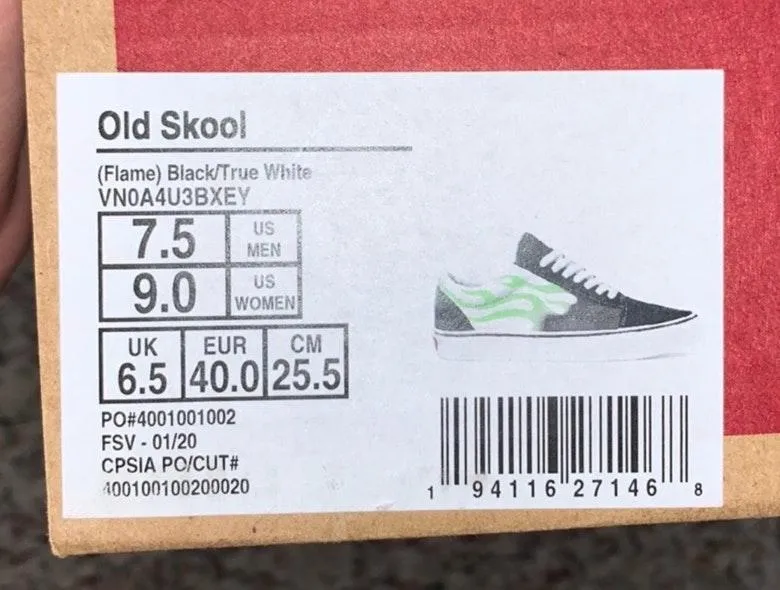 Old Skool
(Flame) Black/True White
VN0A4U3BXEY
7.5 US MEN
9.0 US WOMEN
UK EUR CM
6.5 40.0 25.5
PO#4001001002
FSV - 01/20
CPSIA PO/CUT#
400100100200020
1 94116 27146 8